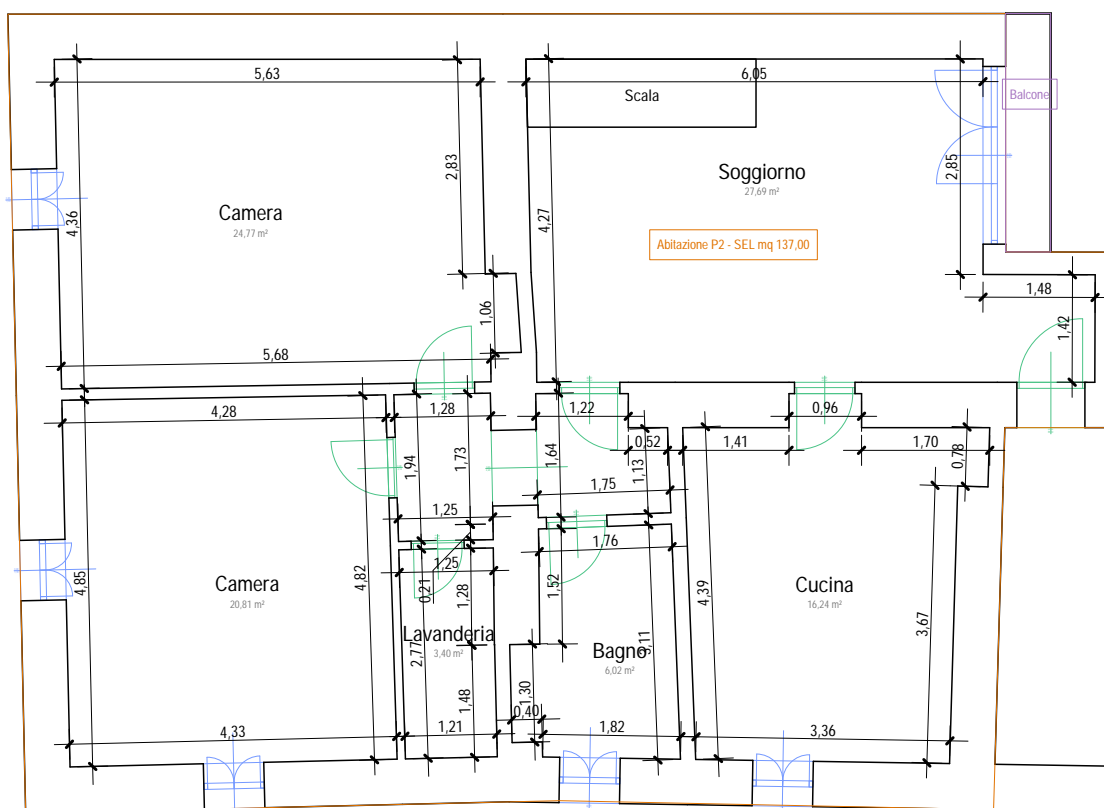 5,63
6,05
Scala
Balcone
2,83
2,85
Soggiorno
27,69 m²
Camera
24,77 m²
4,36
4,27
Abitazione P2 - SEL mq 137,00
1,48
1,06
1,42
5,68
4,28
1,28
1,22
0,96
0,52
1,41
1,70
1,94
1,73
1,64
1,13
0,78
1,75
1,25
1,76
1,25
4,85
4,82
Camera
20,81 m²
0,21
1,28
1,52
4,39
Cucina
16,24 m²
3,67
Lavanderia
3,40 m²
2,77
Bagno
6,02 m²
3,11
1,48
1,30
0,40
4,33
1,21
1,82
3,36